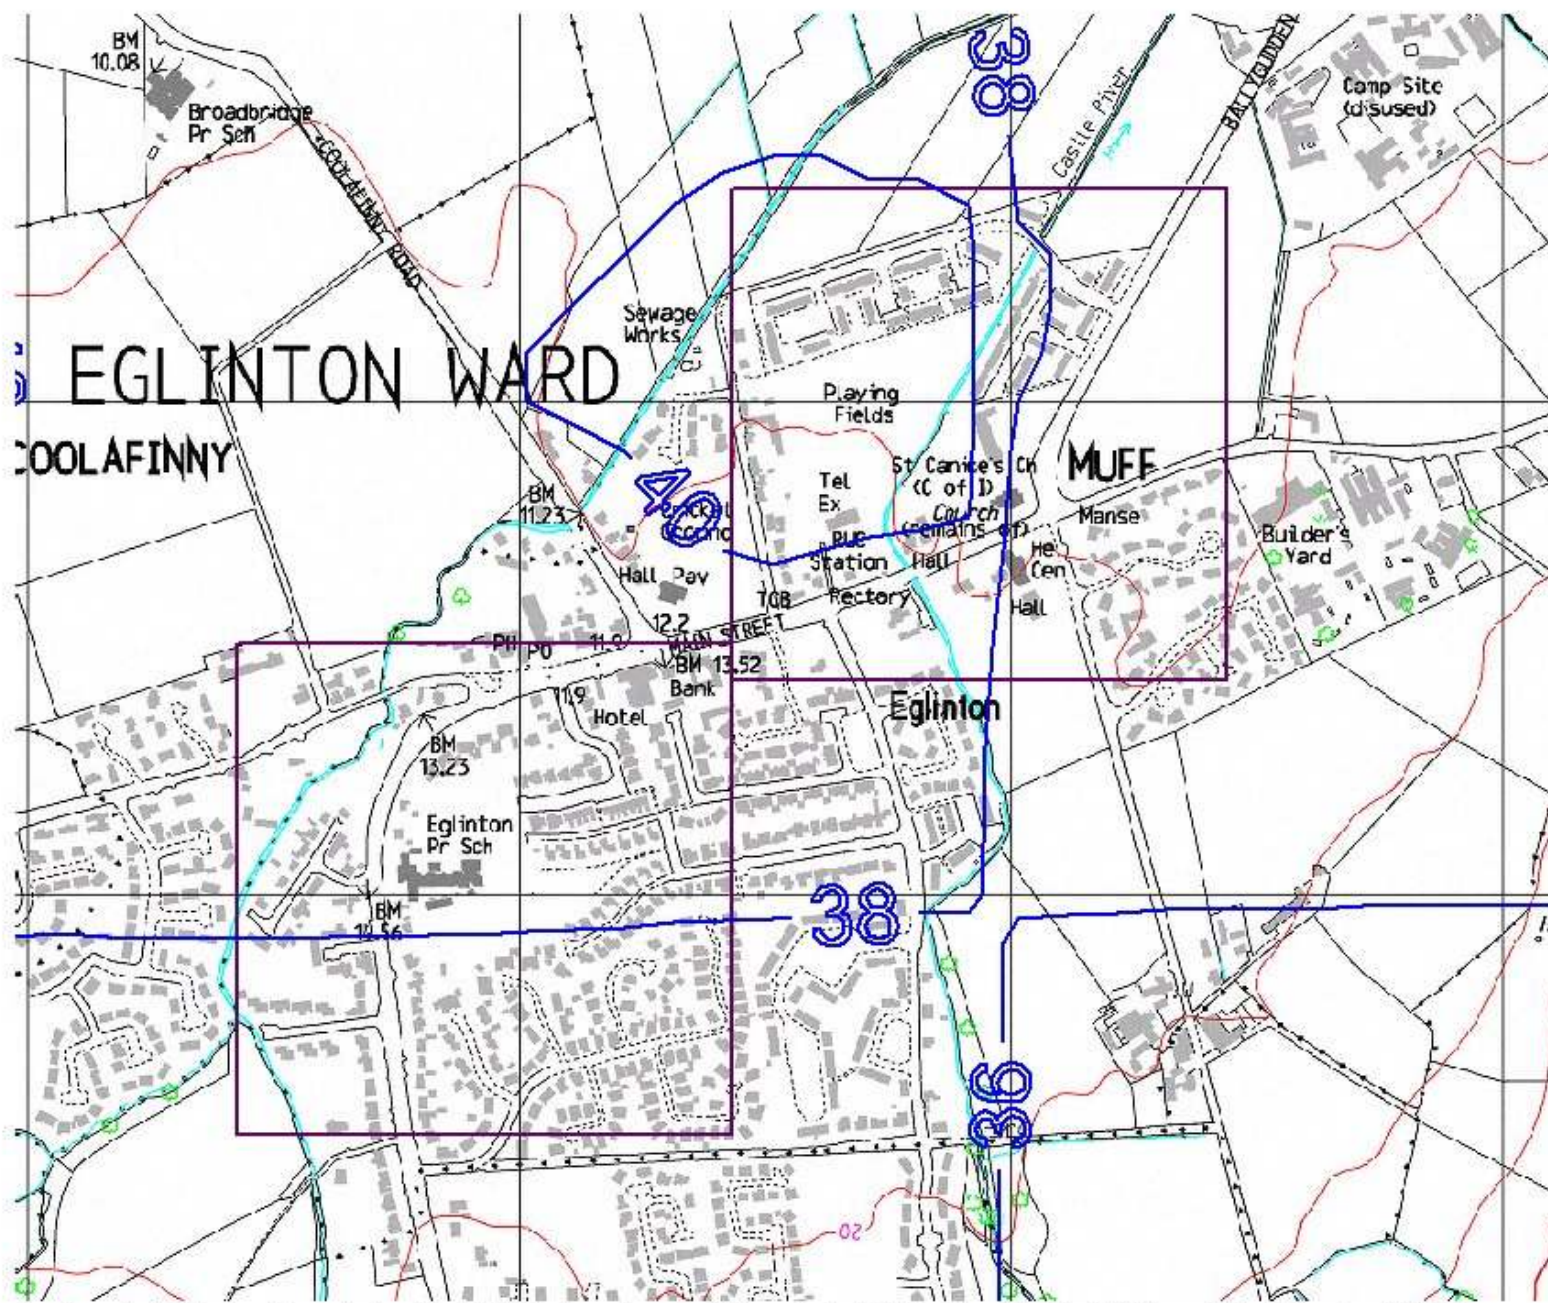 BM
10.08
Broadbridge
Pr Sch
COOLAFINNY ROAD
38
Castle River
Camp Site
(disused)
Sewage
Works
EGLINTON WARD
COOLAFINNY
Playing
Fields
MUFF
BM
11.23
40
Tel
Ex
St Canice's Ch
(C of I)
Church
(remains of)
Manse
Builder's
Yard
RUC
Station
Hall
He
Cen
Hall
Hall Pav
TCB
Rectory
12.2
MAIN STREET
PH
PO
11.9
BM 13.52
Bank
11.9
Hotel
Eglinton
BM
13.23
Eglinton
Pr Sch
BM
38
36
20